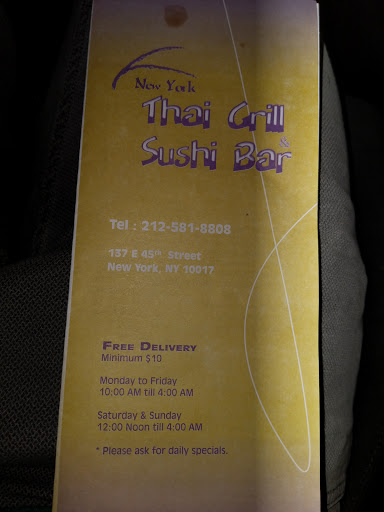 New York
Thai Grill
&
Sushi Bar
Tel : 212-581-8808
157 E 45th Street
New York, NY 10017
FREE DELIVERY
Minimum $10
Monday to Friday
10:00 AM till 4:00 AM
Saturday & Sunday
12:00 Noon till 4:00 AM
* Please ask for daily specials.